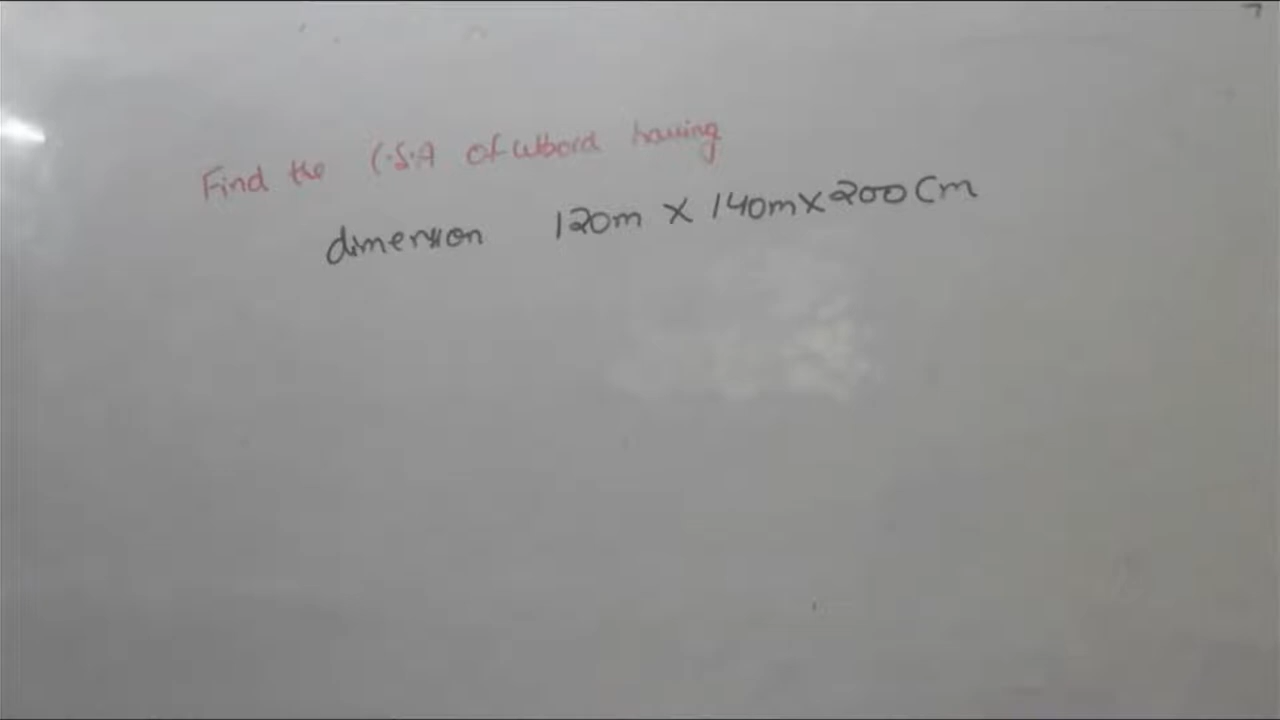 Find the C.S.A of cuboid having
dimension 120m X 140m X 200 Cm